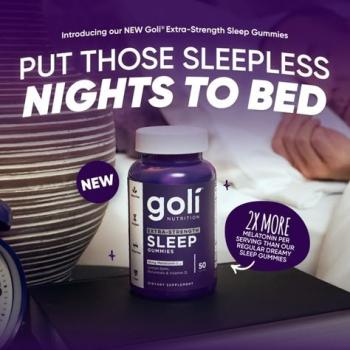 Introducing our NEW Goli® Extra-Strength Sleep Gummies
PUT THOSE SLEEPLESS
NIGHTS TO BED
NEW
goli
NUTRITION
EXTRA-STRENGTH
SLEEP
GUMMIES
50
DIETARY SUPPLEMENT
2X MORE
MELATONIN PER
SERVING THAN OUR
REGULAR DREAMY
SLEEP GUMMIES